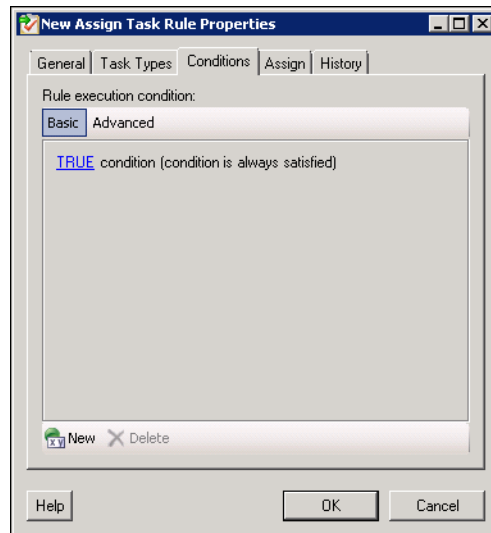 New Assign Task Rule Properties
General Task Types Conditions Assign History
Rule execution condition:
Basic Advanced
TRUE condition (condition is always satisfied)
x y New Delete
Help OK Cancel